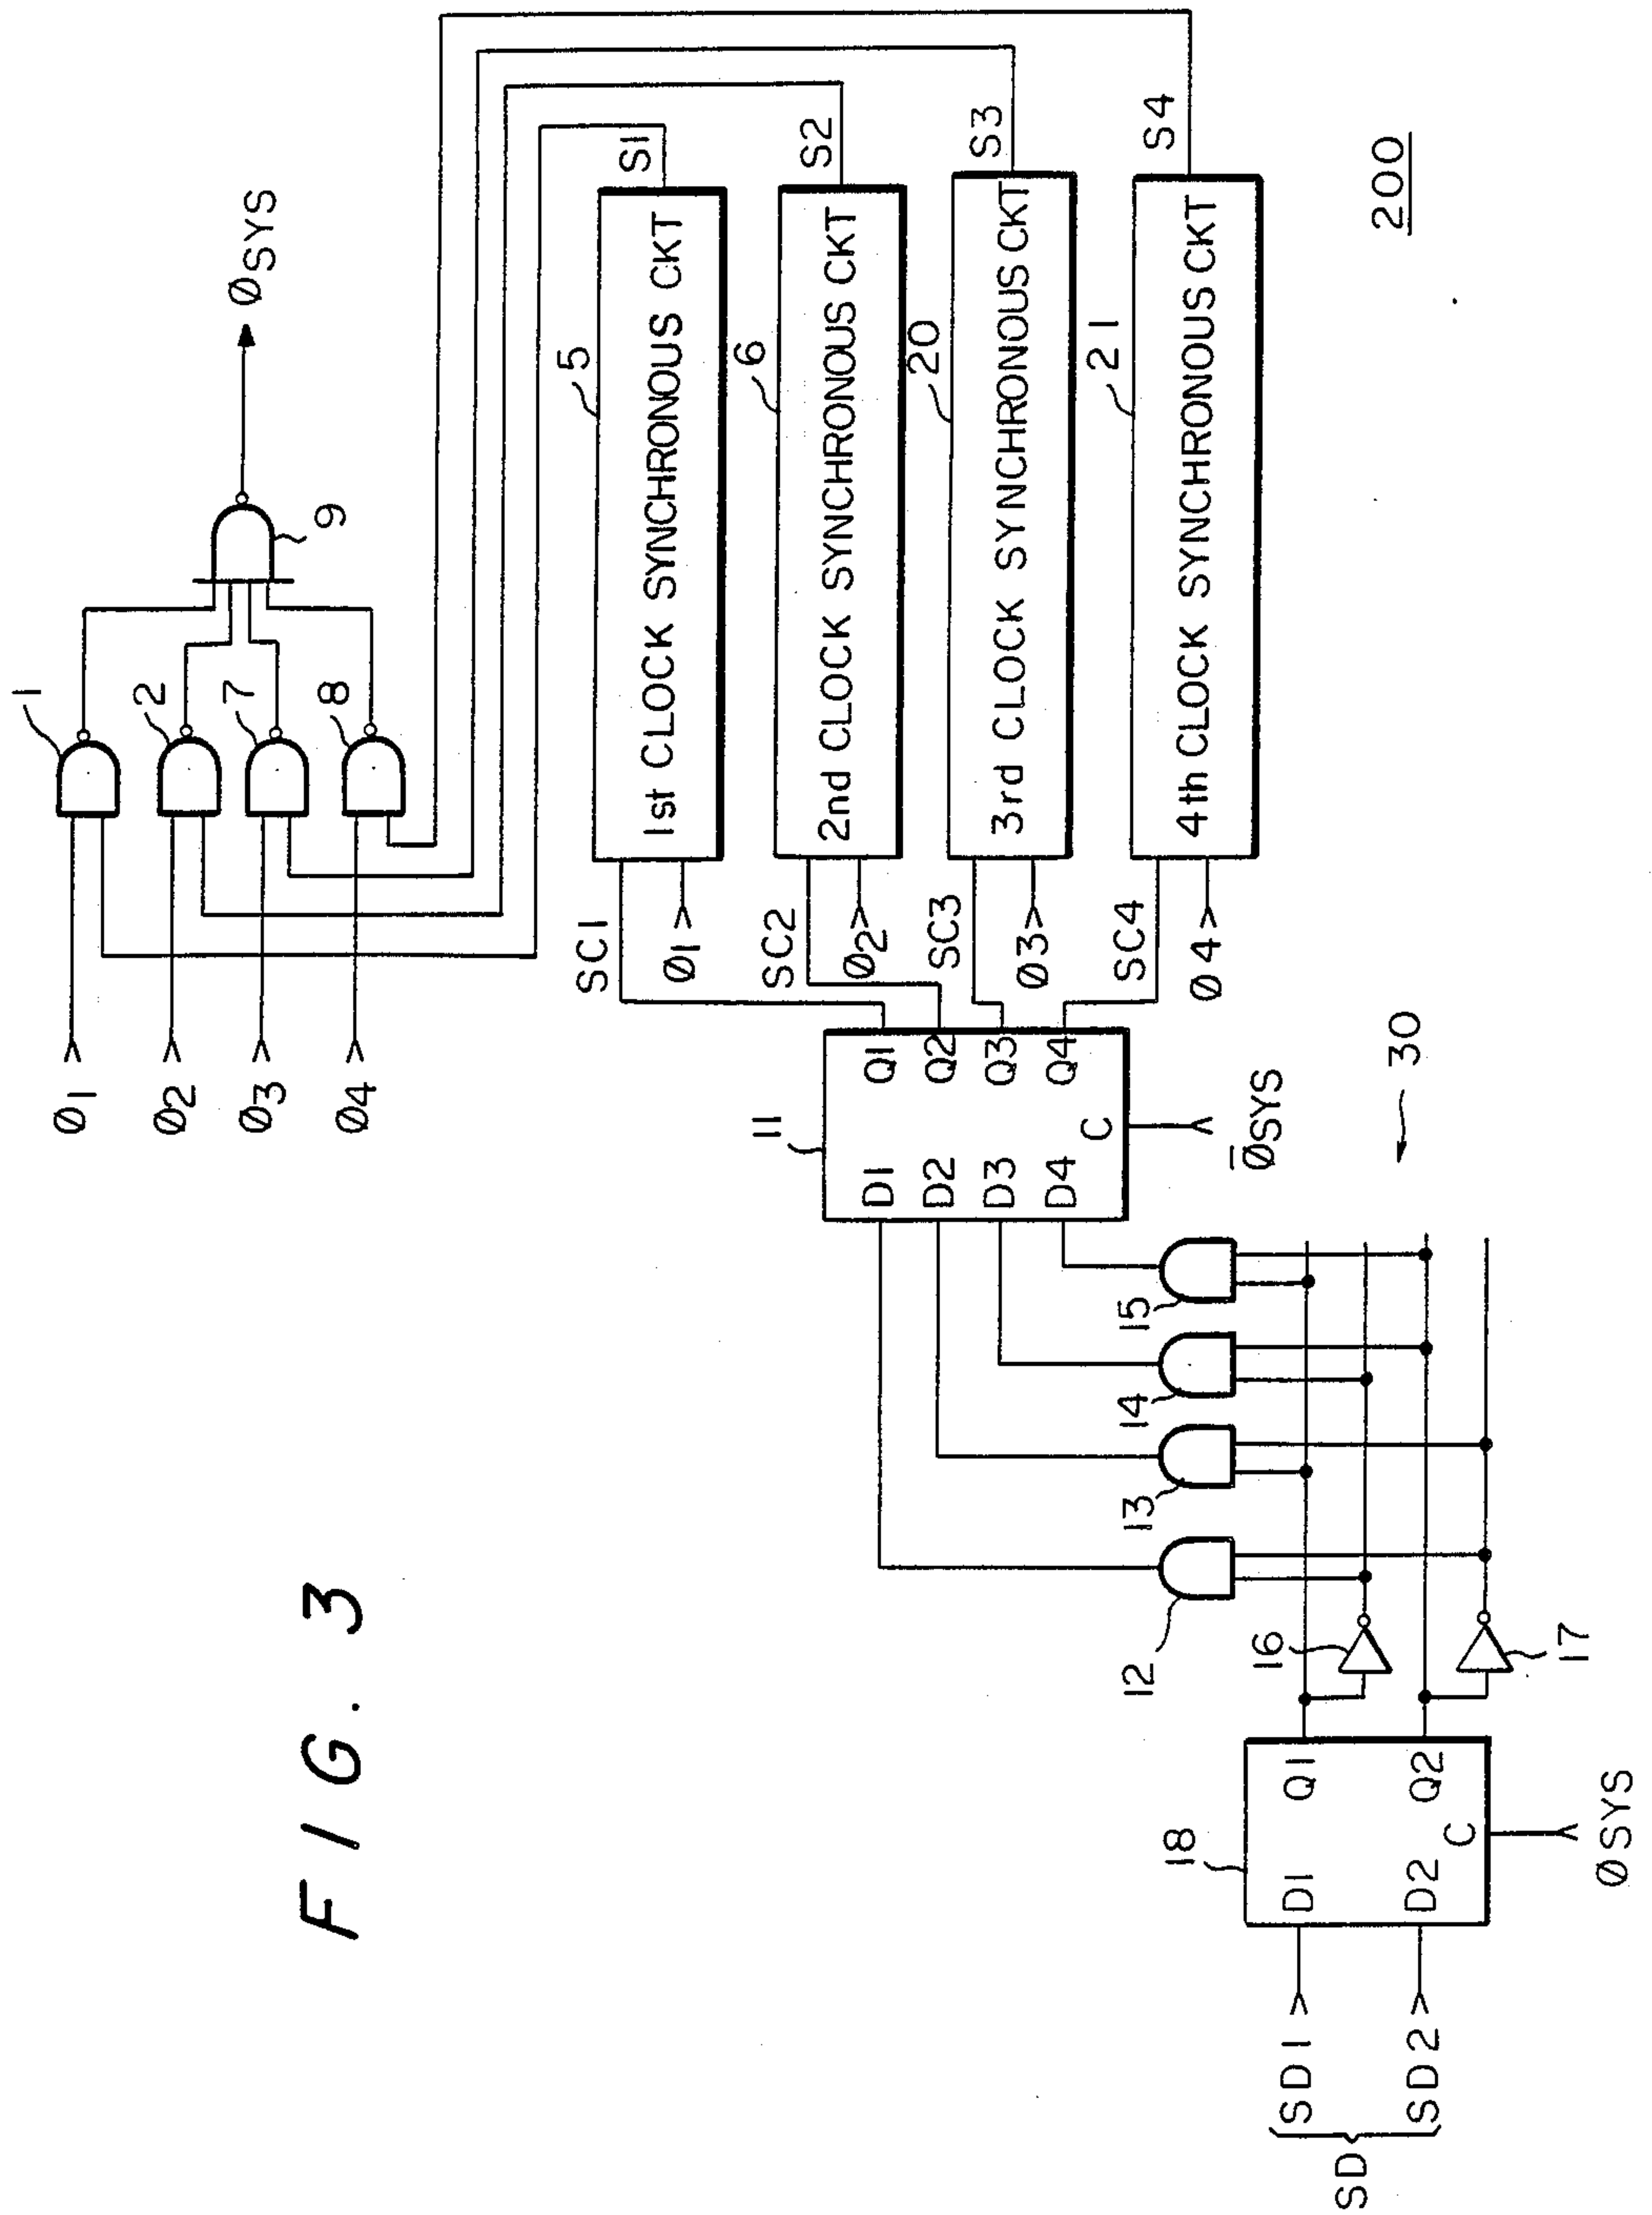 FIG. 3
Ø1
Ø2
Ø3
Ø4
1
2
7
8
9
ØSYS
SD
SD1
SD2
18
D1
D2
Q1
Q2
C
ØSYS
16
17
12
13
14
15
30
11
D1
D2
D3
D4
Q1
Q2
Q3
Q4
C
Ø̅SYS
SC1
Ø1
5
1st CLOCK SYNCHRONOUS CKT
S1
SC2
Ø2
6
2nd CLOCK SYNCHRONOUS CKT
S2
SC3
Ø3
20
3rd CLOCK SYNCHRONOUS CKT
S3
SC4
Ø4
21
4th CLOCK SYNCHRONOUS CKT
S4
200